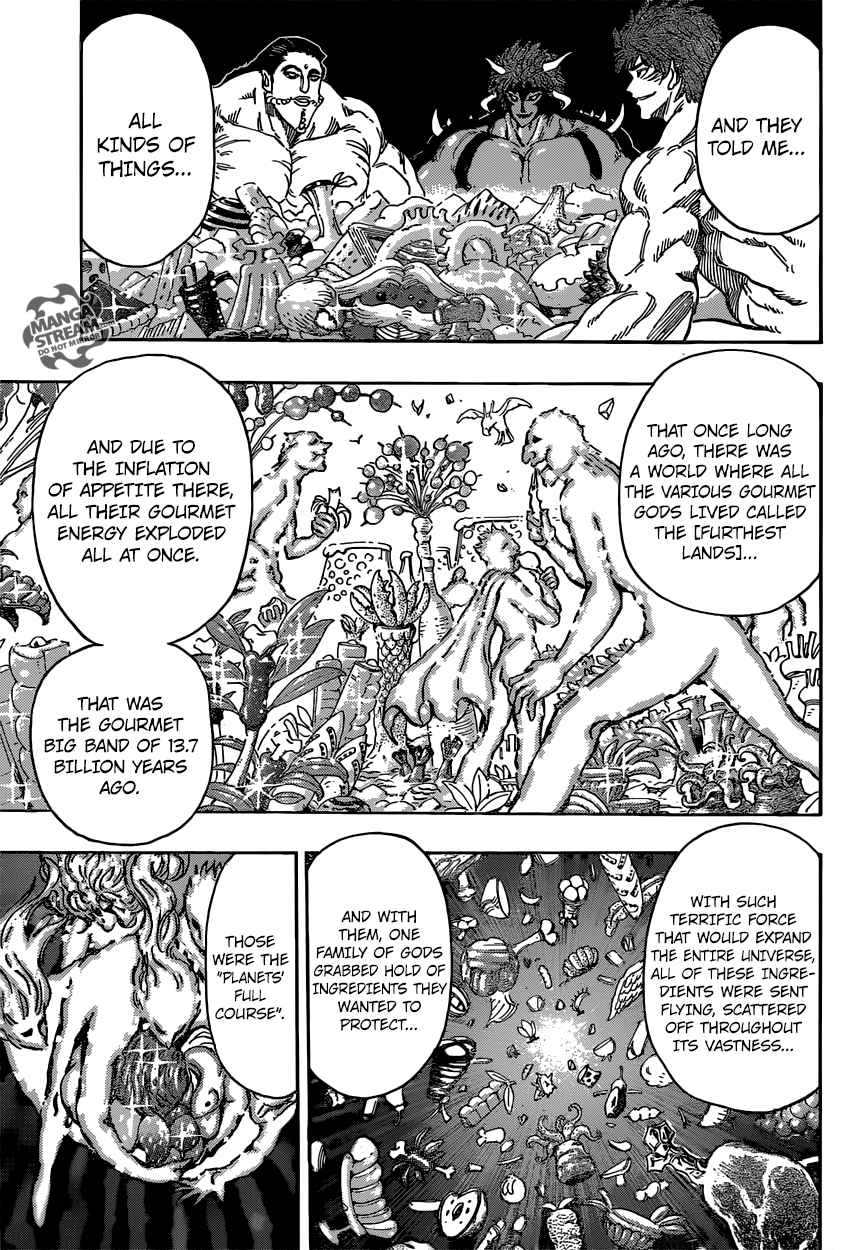 AND THEY
TOLD ME...
ALL
KINDS OF
THINGS...
MANGA
STREAM
DO NOT MIRROR
THAT ONCE LONG
AGO, THERE WAS
A WORLD WHERE ALL
THE VARIOUS GOURMET
GODS LIVED CALLED
THE [FURTHEST
LANDS]...
AND DUE TO
THE INFLATION
OF APPETITE THERE,
ALL THEIR GOURMET
ENERGY EXPLODED
ALL AT ONCE.
THAT WAS
THE GOURMET
BIG BAND OF 13.7
BILLION YEARS
AGO.
WITH SUCH
TERRIFIC FORCE
THAT WOULD EXPAND
THE ENTIRE UNIVERSE,
ALL OF THESE INGRE-
DIENTS WERE SENT
FLYING, SCATTERED
OFF THROUGHOUT
ITS VASTNESS...
AND WITH
THEM, ONE
FAMILY OF GODS
GRABBED HOLD OF
INGREDIENTS THEY
WANTED TO
PROTECT...
THOSE
WERE THE
"PLANETS'
FULL
COURSE".